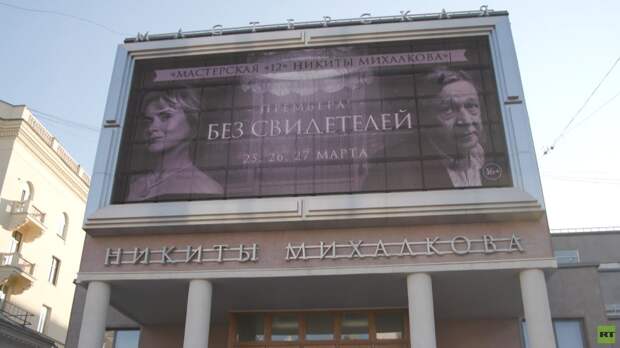 МАСТЕРСКАЯ
«МАСТЕРСКАЯ «12» НИКИТЫ МИХАЛКОВА»
ПРЕМЬЕРА!
БЕЗ СВИДЕТЕЛЕЙ
25, 26, 27 МАРТА
16+
НИКИТЫ МИХАЛКОВА
RT